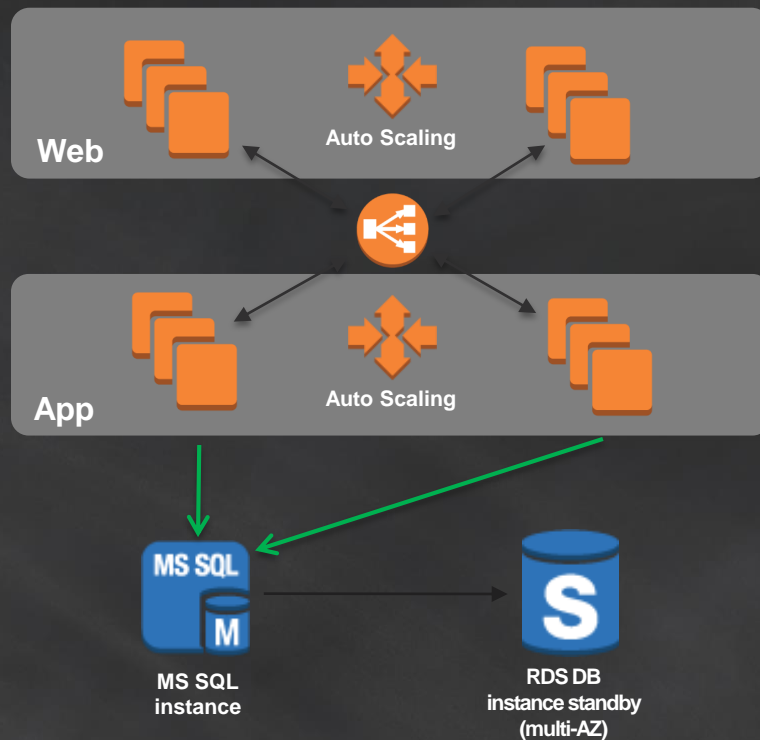 Auto Scaling
Web
Auto Scaling
App
MS SQL
M
S
MS SQL
instance
RDS DB
instance standby
(multi-AZ)